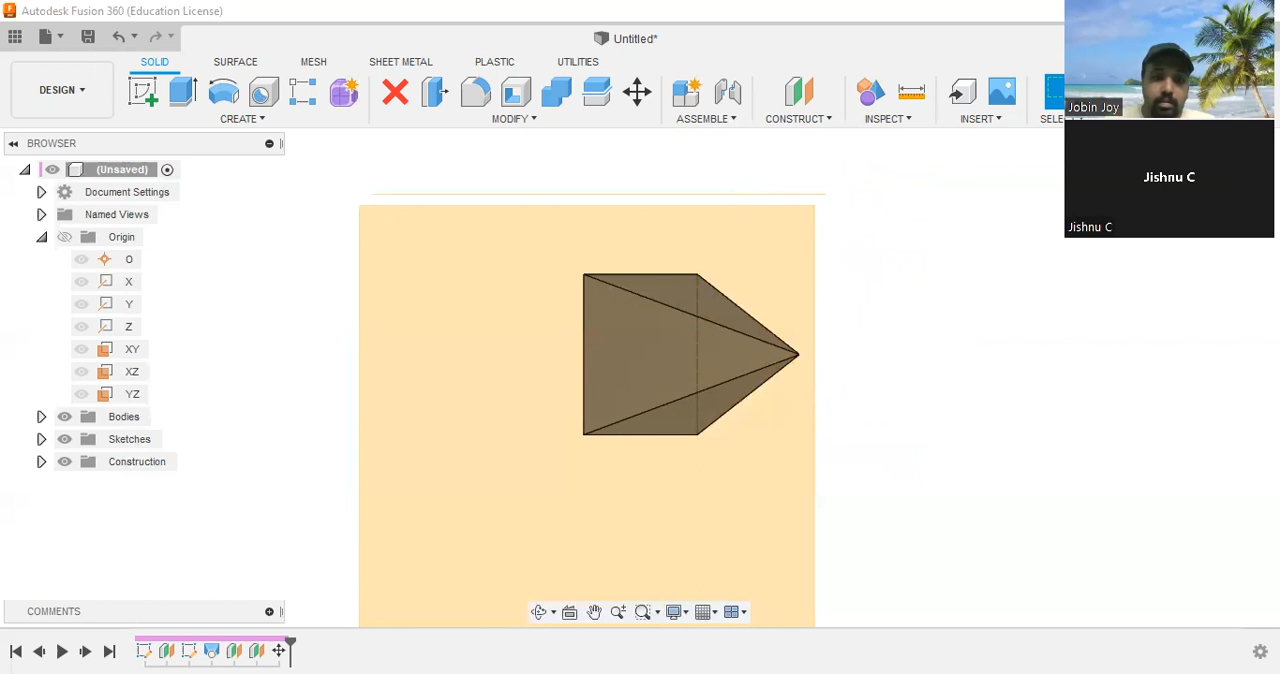 Autodesk Fusion 360 (Education License)
Untitled*
SOLID SURFACE MESH SHEET METAL PLASTIC UTILITIES
DESIGN
CREATE MODIFY ASSEMBLE CONSTRUCT INSPECT INSERT
Jobin Joy
BROWSER
(Unsaved)
Document Settings
Named Views
Origin
O
X
Y
Z
XY
XZ
YZ
Bodies
Sketches
Construction
Jishnu C
Jishnu C
COMMENTS